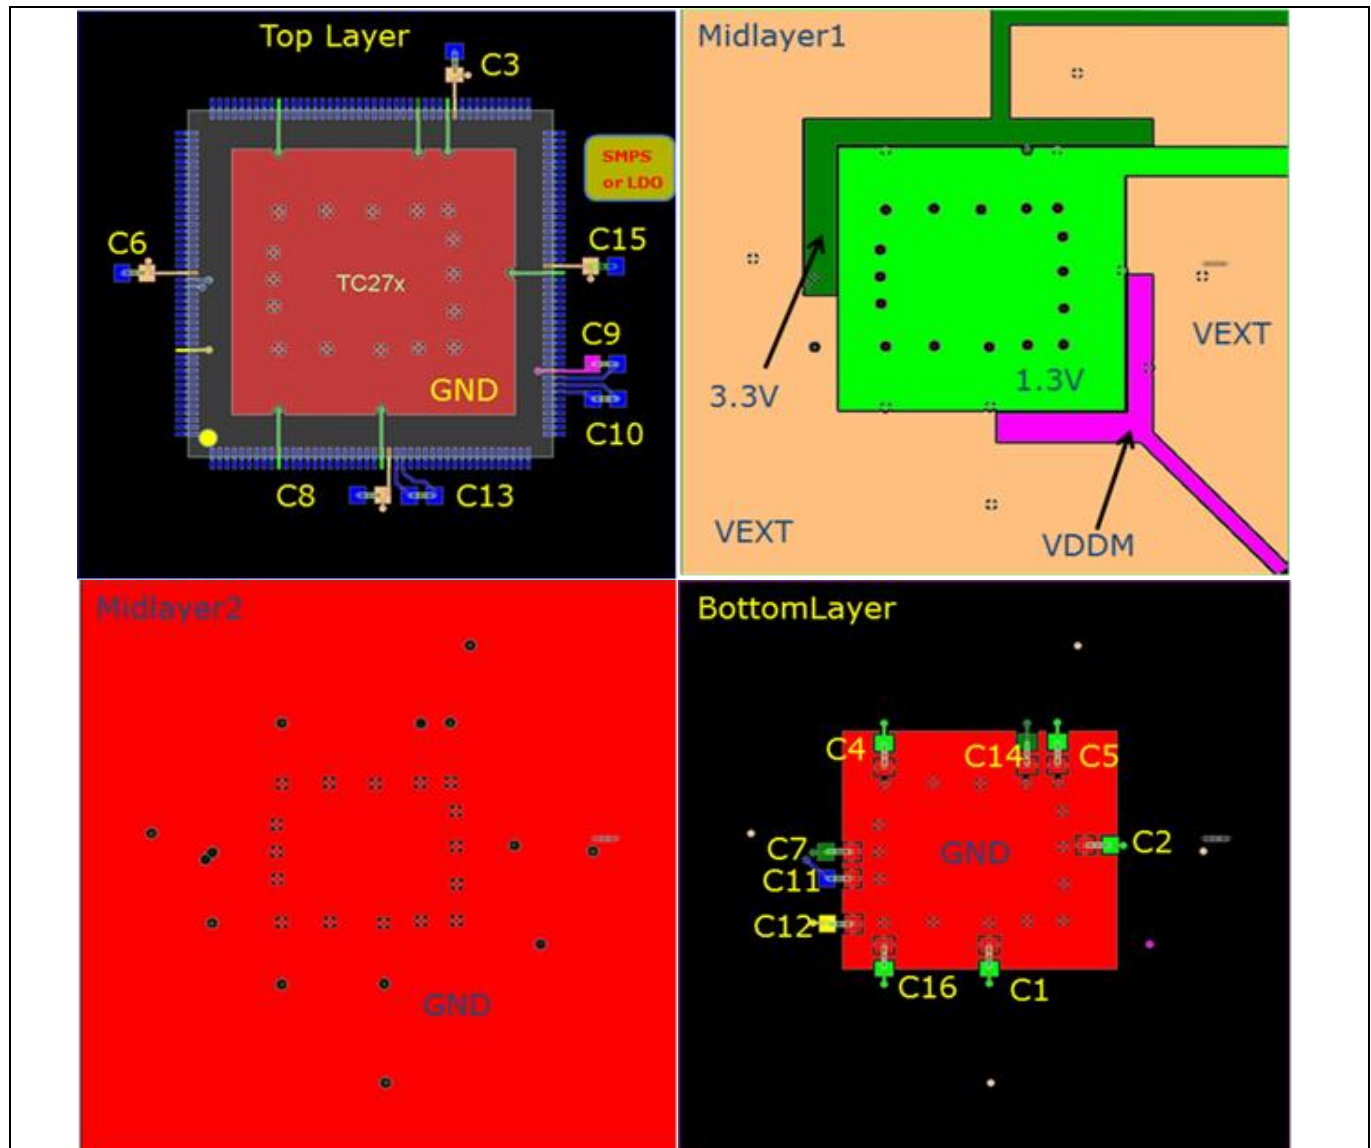 Top Layer
C3
SMPS
or LDO
C6
C15
TC27x
C9
GND
C10
C8
C13
Midlayer1
VEXT
3.3V
1.3V
VEXT
VDDM
Midlayer2
GND
BottomLayer
C4
C14
C5
C7
GND
C2
C11
C12
C16
C1